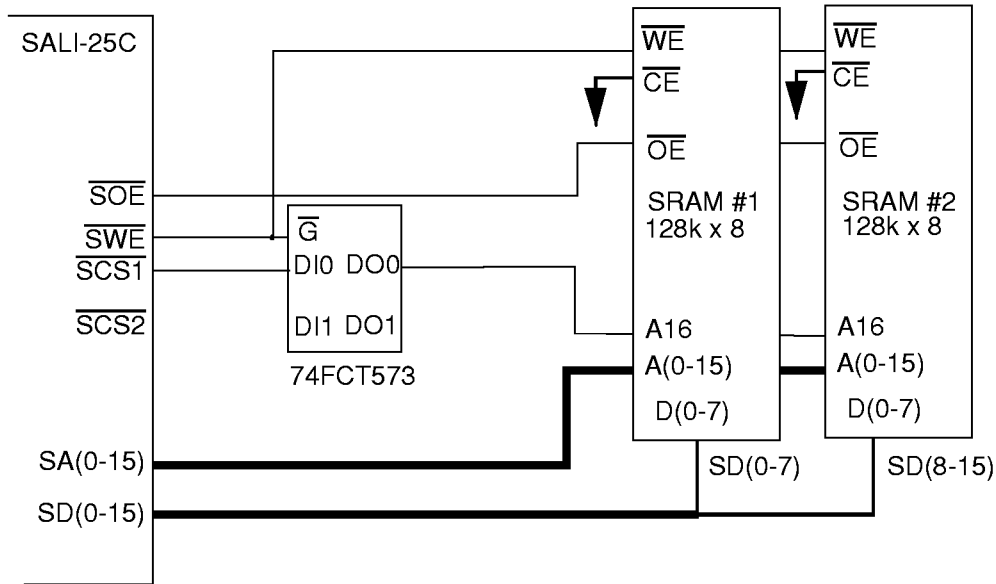 SALI-25C
SOE
SWE
SCS1
SCS2
SA(0-15)
SD(0-15)
G
DI0 DO0
DI1 DO1
74FCT573
WE
CE
OE
SRAM #1
128k x 8
A16
A(0-15)
D(0-7)
SD(0-7)
WE
CE
OE
SRAM #2
128k x 8
A16
A(0-15)
D(0-7)
SD(8-15)